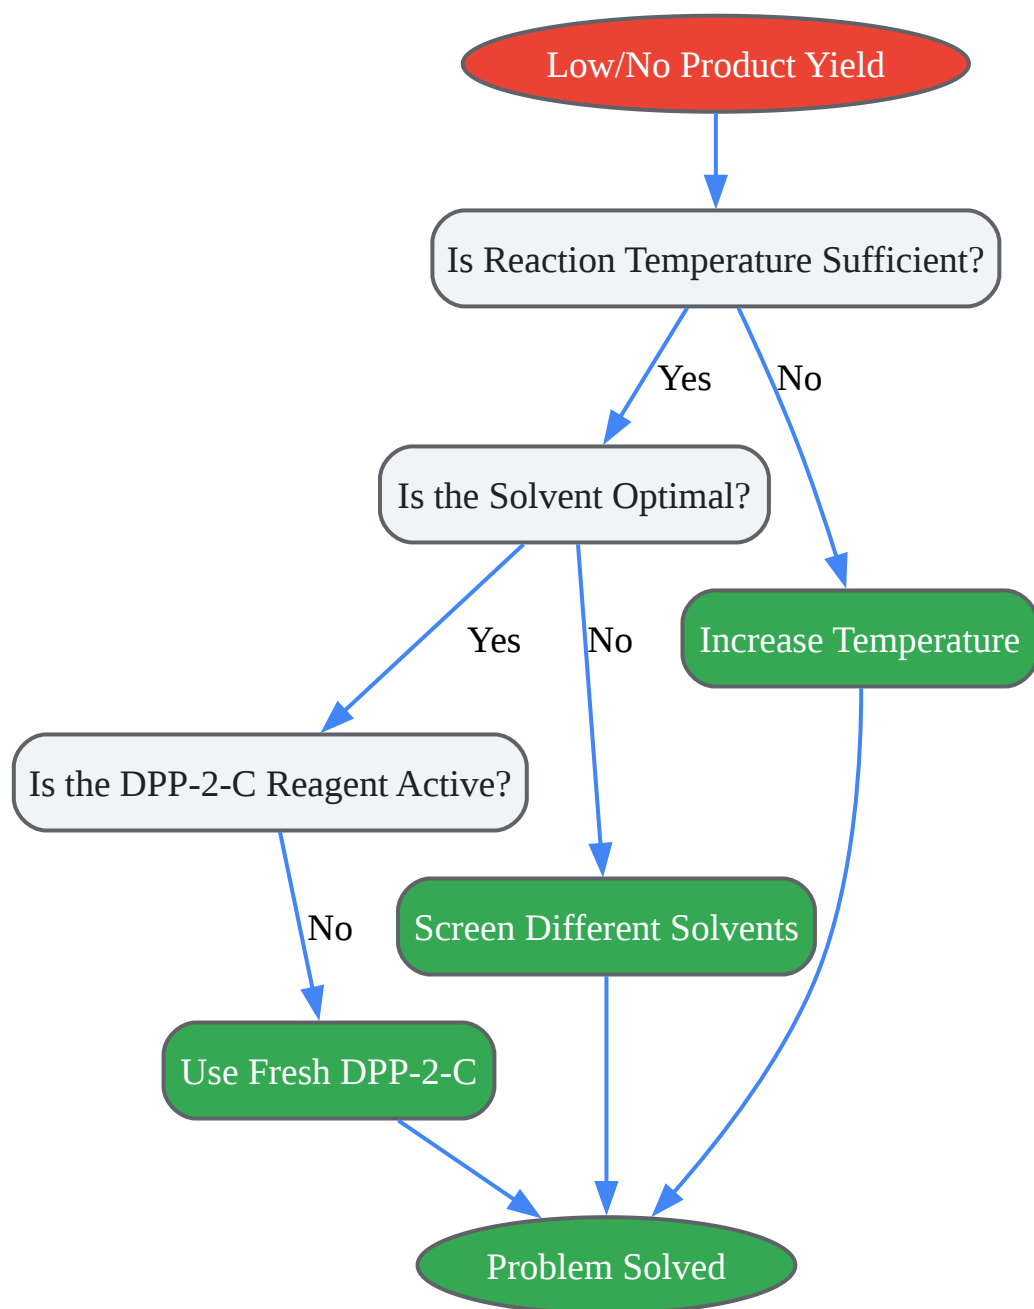 Low/No Product Yield
Is Reaction Temperature Sufficient?
Yes
No
Is the Solvent Optimal?
Yes
No
Increase Temperature
Is the DPP-2-C Reagent Active?
No
Screen Different Solvents
Use Fresh DPP-2-C
Problem Solved